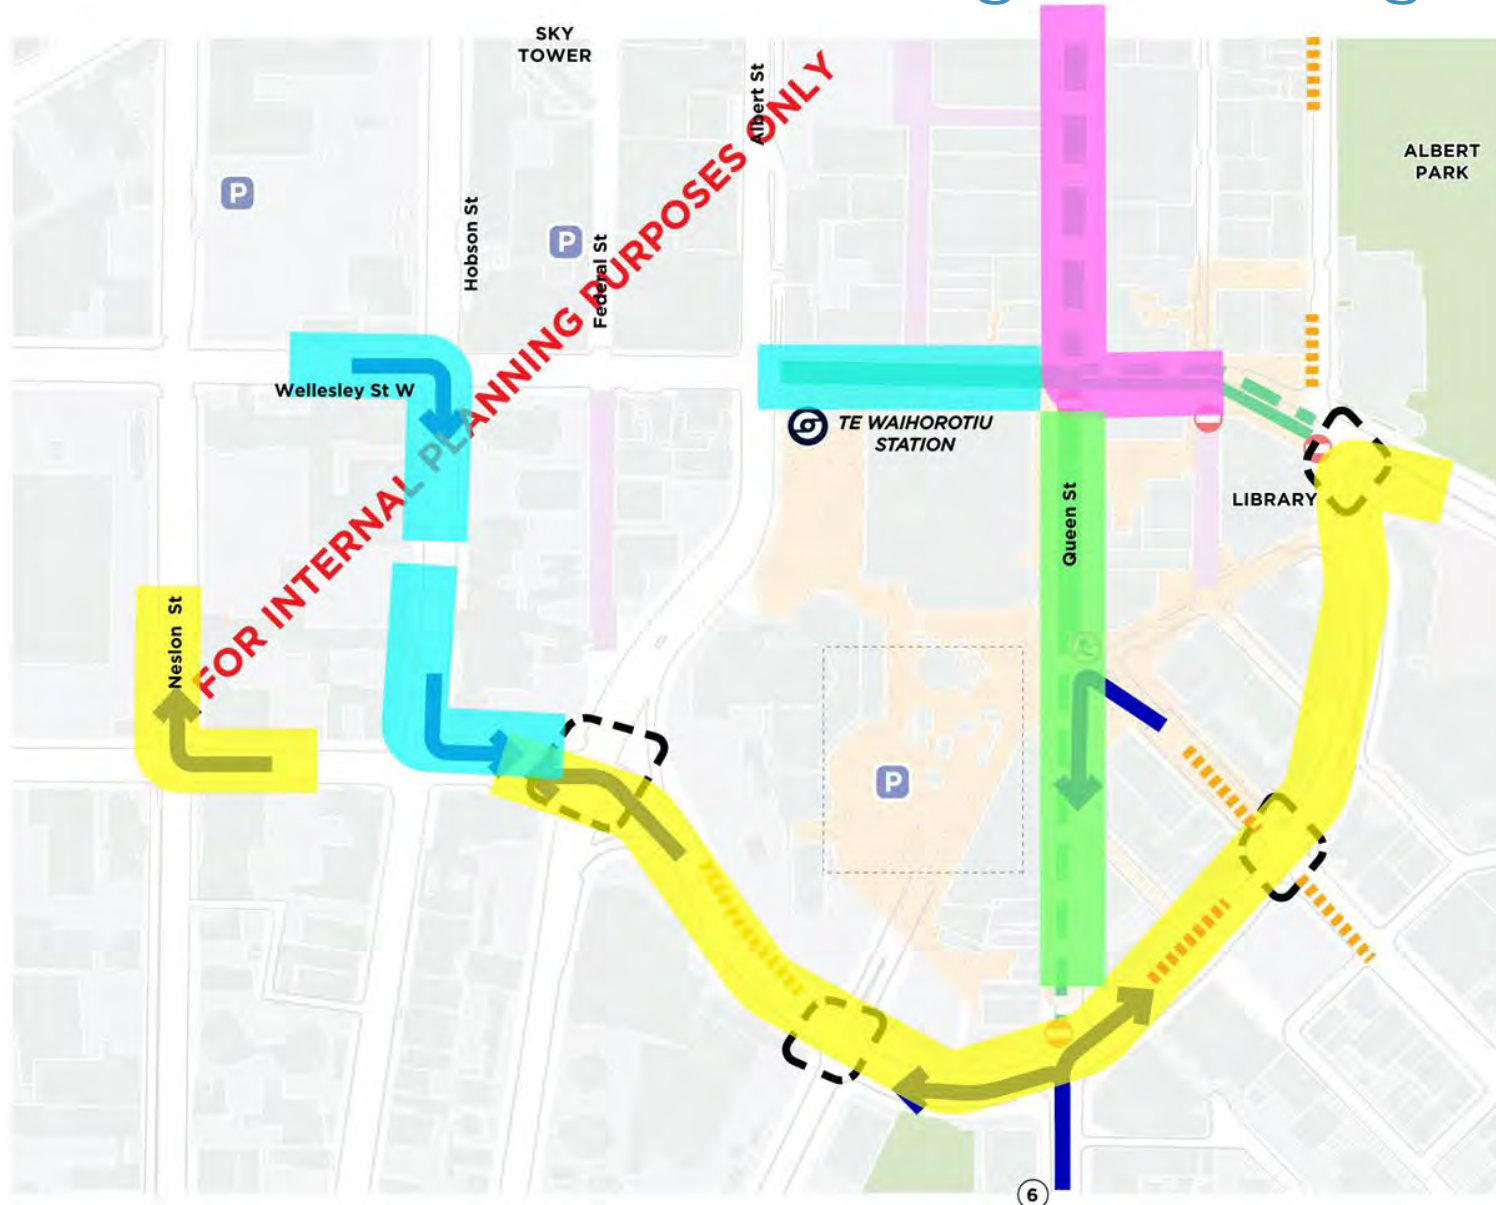 SKY
TOWER
Albert St
ALBERT
PARK
P
Hobson St
P
Federal St
FOR INTERNAL PLANNING PURPOSES ONLY
Wellesley St W
TE WAIHOROTIU
STATION
LIBRARY
Queen St
Neslon St
P
6